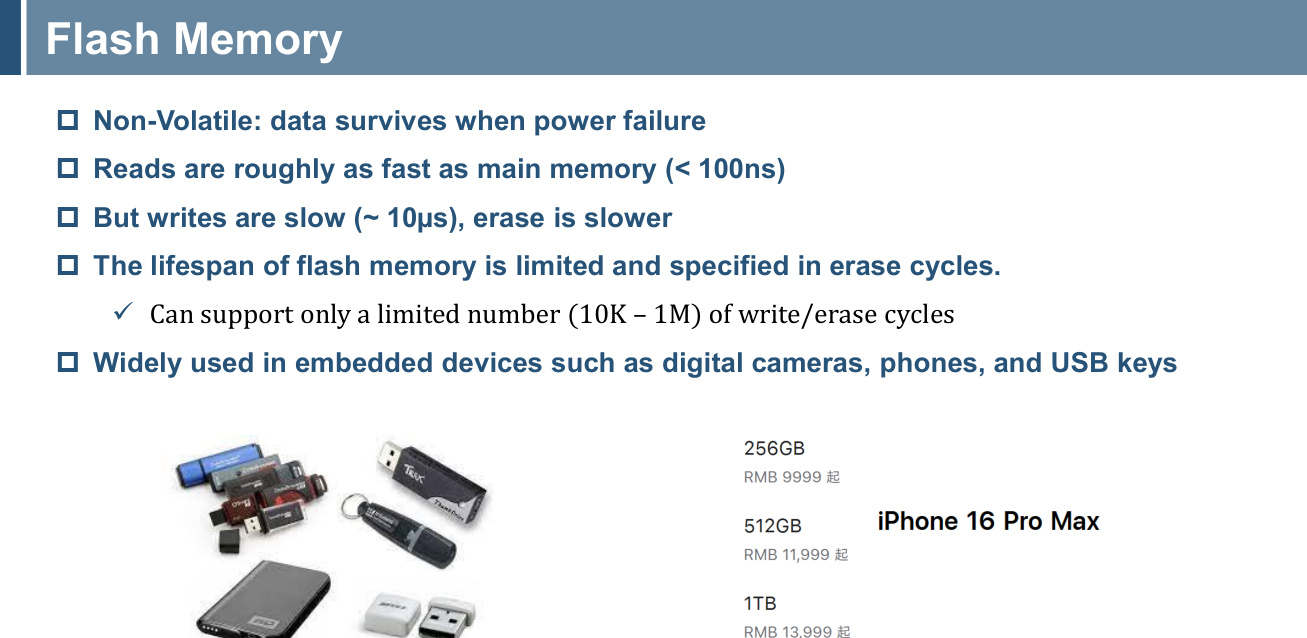 Flash Memory
Non-Volatile: data survives when power failure
Reads are roughly as fast as main memory (< 100ns)
But writes are slow (~ 10μs), erase is slower
The lifespan of flash memory is limited and specified in erase cycles.
Can support only a limited number (10K – 1M) of write/erase cycles
Widely used in embedded devices such as digital cameras, phones, and USB keys
256GB
RMB 9999 起
512GB
RMB 11,999 起
iPhone 16 Pro Max
1TB
RMB 13,999 起
TRAX
ThumbDrive
WD